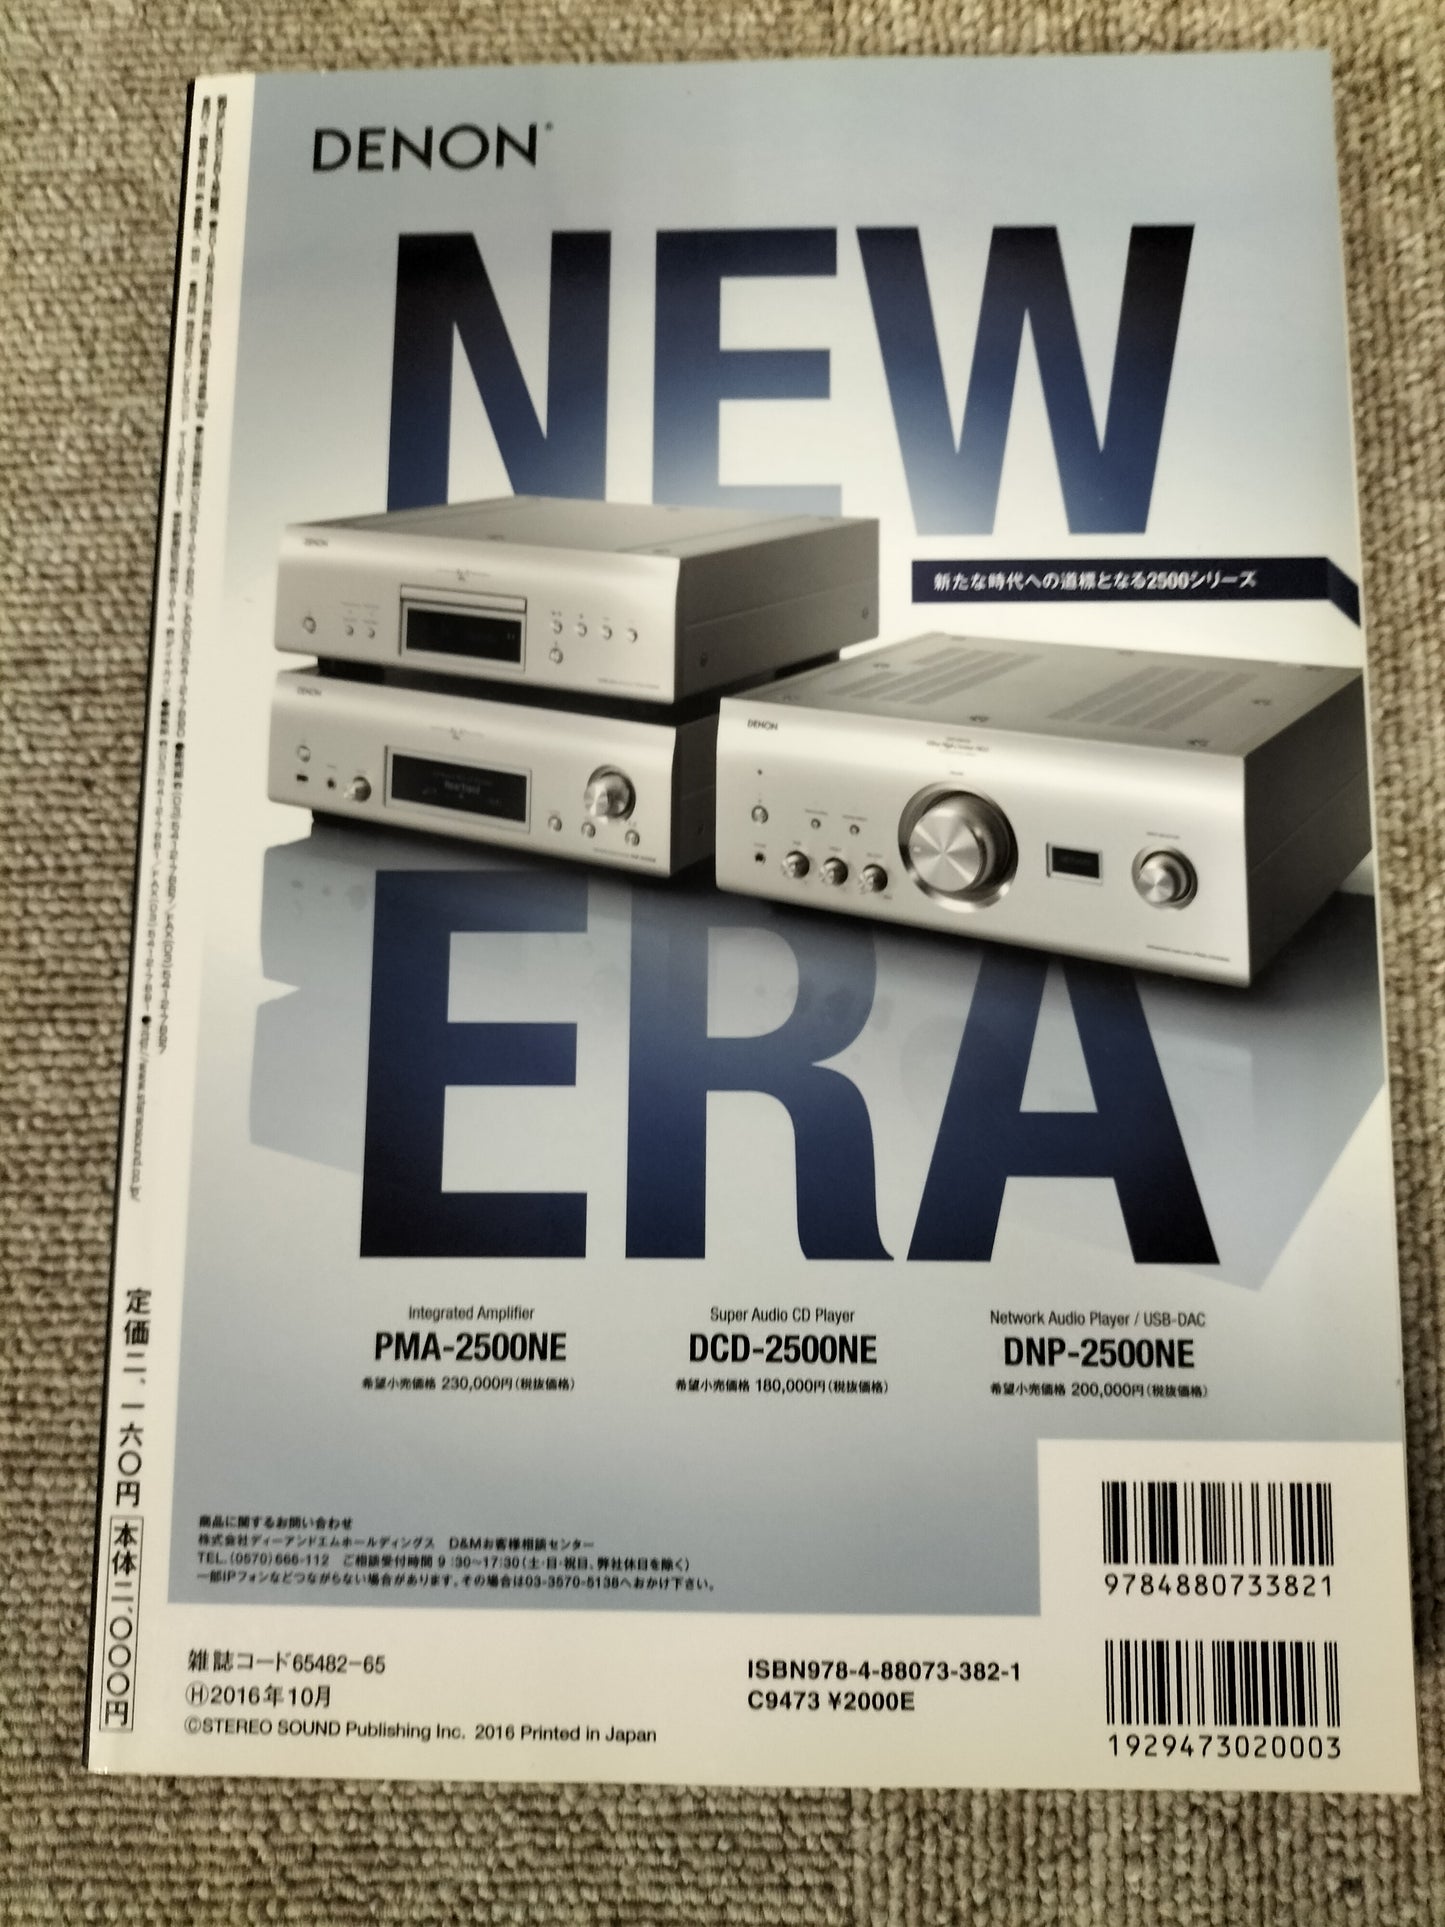 DENON
NEW
新たな時代への道標となる2500シリーズ
DENON
DENON
DENON
ERA
Integrated Amplifier
PMA-2500NE
希望小売価格 230,000円(税抜価格)
Super Audio CD Player
DCD-2500NE
希望小売価格 180,000円(税抜価格)
Network Audio Player / USB-DAC
DNP-2500NE
希望小売価格 200,000円(税抜価格)
商品に関するお問い合わせ
株式会社ディーアンドエムホールディングス D&Mお客様相談センター
TEL.(0570)666-112 ご相談受付時間 9:30~17:30(土・日・祝日、弊社休日を除く)
一部IPフォンなどつながらない場合があります。その場合は03-3570-5138へおかけ下さい。
9784880733821
1929473020003
雑誌コード65482-65
Ⓗ2016年10月
©STEREO SOUND Publishing Inc. 2016 Printed in Japan
ISBN978-4-88073-382-1
C9473 ¥2000E
定価二、一六〇円 本体二、〇〇〇円
http://www.stereosound.co.jp/